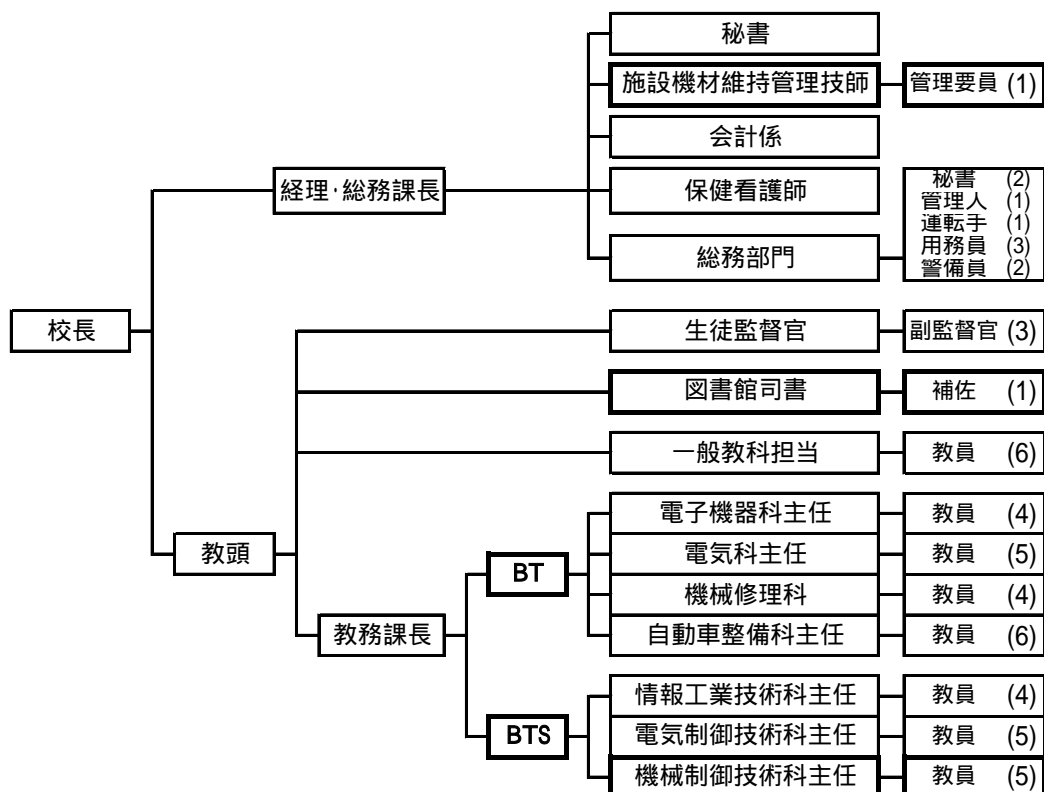 秘書
施設機材維持管理技師 管理要員 (1)
会計係
経理・総務課長 保健看護師
秘書 (2)
管理人 (1)
運転手 (1)
用務員 (3)
警備員 (2)
総務部門
校長
生徒監督官 副監督官 (3)
図書館司書 補佐 (1)
一般教科担当 教員 (6)
教頭
教務課長
BT
電子機器科主任 教員 (4)
電気科主任 教員 (5)
機械修理科 教員 (4)
自動車整備科主任 教員 (6)
BTS
情報工業技術科主任 教員 (4)
電気制御技術科主任 教員 (5)
機械制御技術科主任 教員 (5)